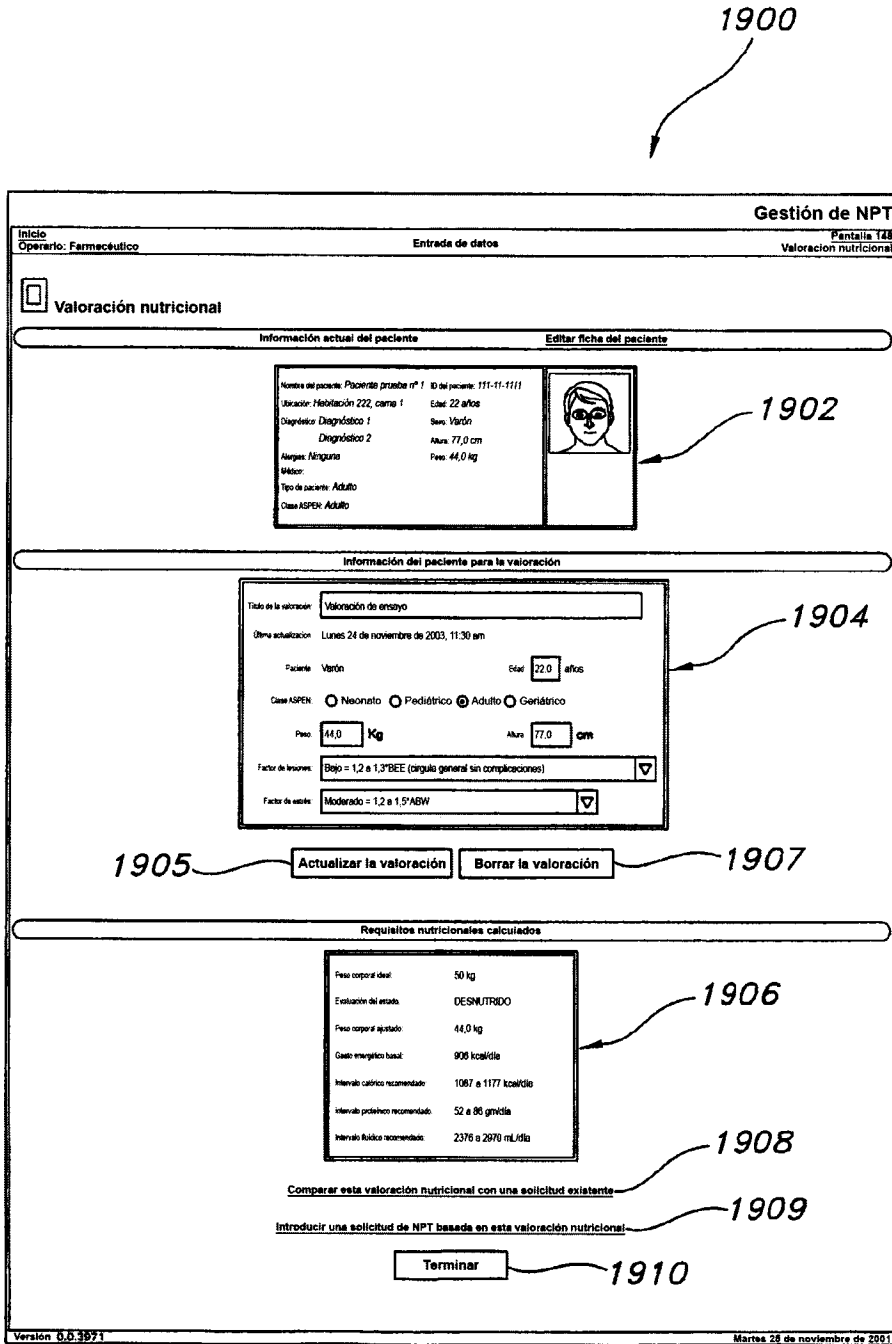 1900
Gestión de NPT
Inicio
Operario: Farmacéutico
Entrada de datos
Pantalla 148
Valoracion nutricional
Valoración nutricional
Información actual del paciente Editar ficha del paciente
Nombre del paciente: Paciente prueba nº 1 ID del paciente: 111-11-1111
Ubicación: Habitación 222, cama 1 Edad: 22 años
Diagnóstico: Diagnóstico 1 Sexo: Varón
Diagnóstico 2 Altura: 77,0 cm
Alergias: Ninguna Peso: 44,0 kg
Médico:
Tipo de paciente: Adulto
Clase ASPEN: Adulto
1902
Información del paciente para la valoración
Título de la valoración: Valoración de ensayo
Última actualización: Lunes 24 de noviembre de 2003, 11:30 am
Paciente: Varón Edad: 22.0 años
Clase ASPEN: Neonato Pediátrico Adulto Geriátrico
Peso: 44,0 Kg Altura: 77.0 cm
Factor de lesiones: Bajo = 1,2 a 1,3*BEE (cirgula general sin complicaciones)
Factor de estrés: Moderado = 1,2 a 1,5*ABW
1904
1905 Actualizar la valoración Borrar la valoración 1907
Requisitos nutricionales calculados
Peso corporal ideal: 50 kg
Evaluación del estado: DESNUTRIDO
Peso corporal ajustado: 44,0 kg
Gasto energético basal: 906 kcal/día
Intervalo calórico recomendado: 1087 a 1177 kcal/día
Intervalo proteínico recomendado: 52 a 86 gm/día
Intervalo fluídico recomendado: 2376 a 2970 mL/día
1906
Comparar esta valoración nutricional con una solicitud existente 1908
Introducir una solicitud de NPT basada en esta valoración nutricional 1909
Terminar 1910
Versión 0.0.3971
Martes 28 de noviembre de 2001